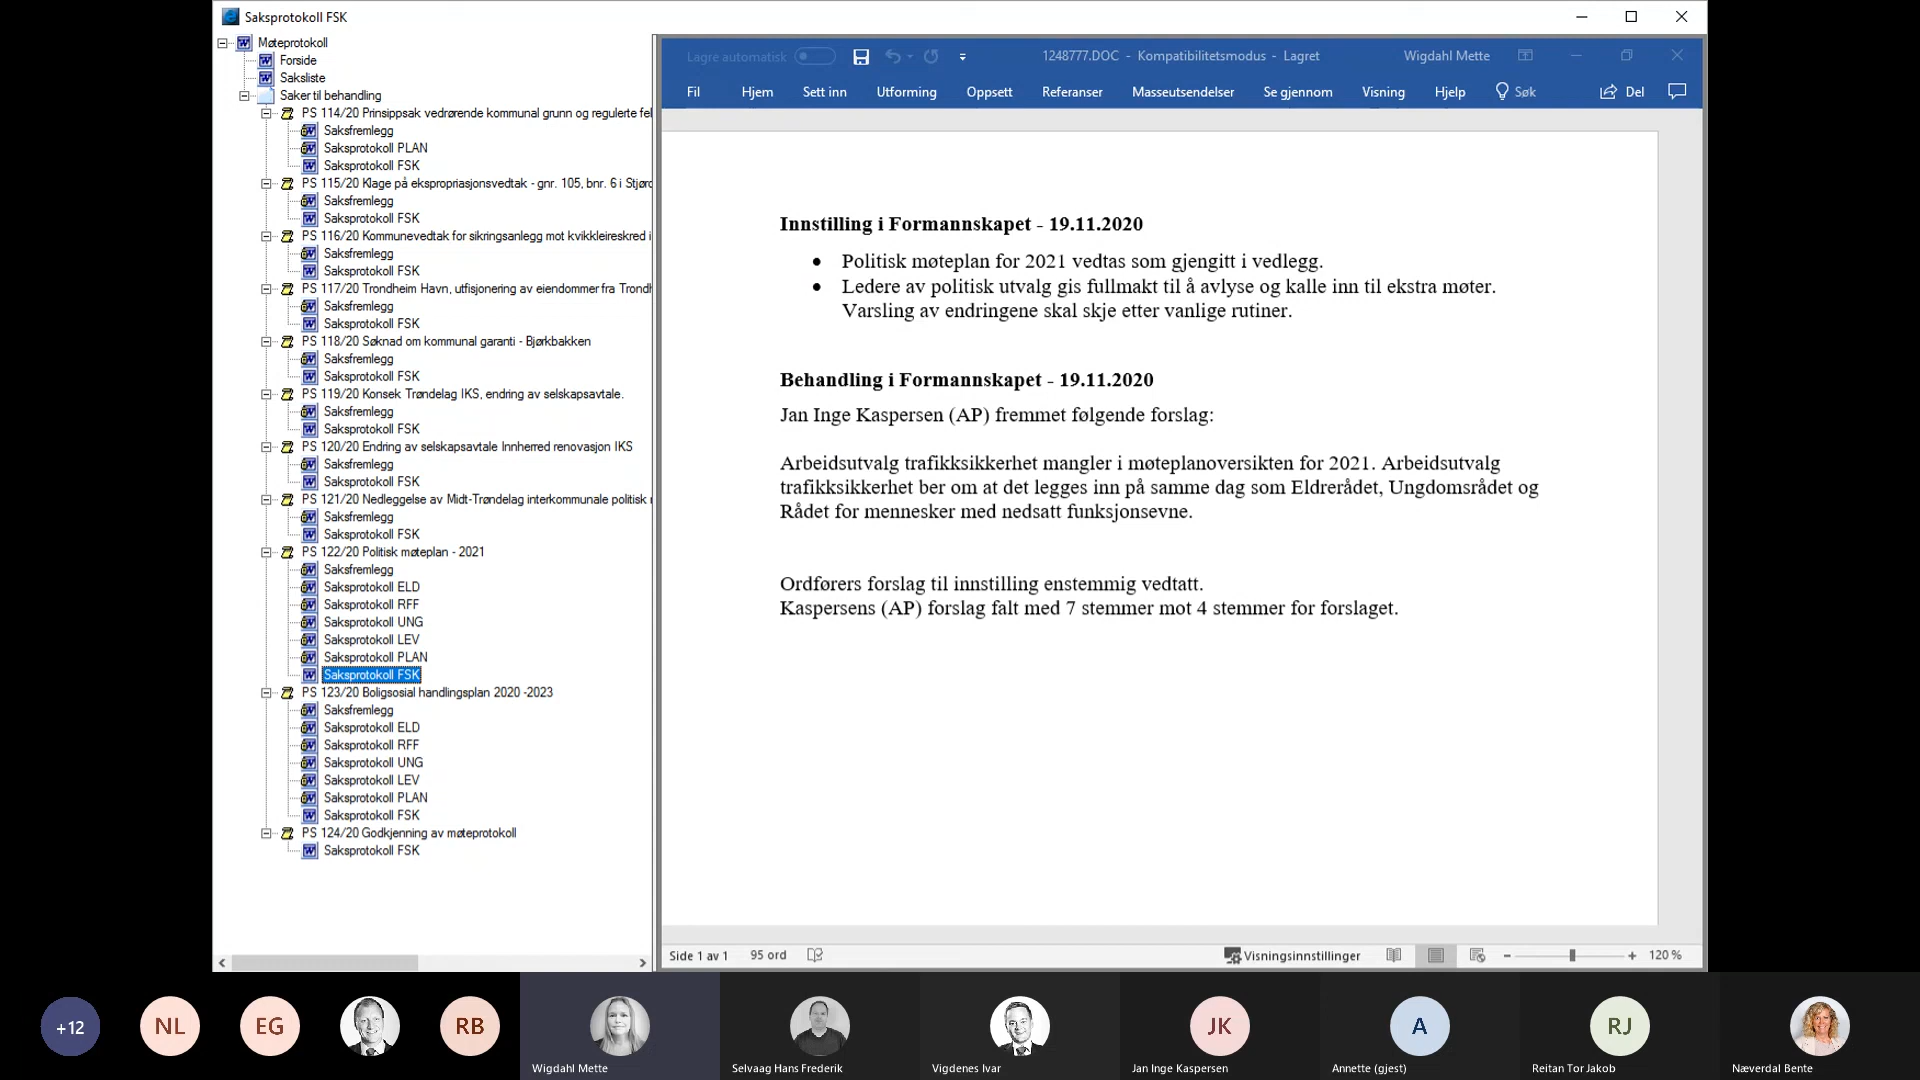 Saksprotokoll FSK
Møteprotokoll
Forside
Saksliste
Saker til behandling
PS 114/20 Prinsippsak vedrørende kommunal grunn og regulerte fel
Saksfremlegg
Saksprotokoll PLAN
Saksprotokoll FSK
PS 115/20 Klage på ekspropriasjonsvedtak - gnr. 105, bnr. 6 i Stjørd
Saksfremlegg
Saksprotokoll FSK
PS 116/20 Kommunevedtak for sikringsanlegg mot kvikkleireskred i
Saksfremlegg
Saksprotokoll FSK
PS 117/20 Trondheim Havn, utfisjonering av eiendommer fra Trondh
Saksfremlegg
Saksprotokoll FSK
PS 118/20 Søknad om kommunal garanti - Bjørkbakken
Saksfremlegg
Saksprotokoll FSK
PS 119/20 Konsek Trøndelag IKS, endring av selskapsavtale.
Saksfremlegg
Saksprotokoll FSK
PS 120/20 Endring av selskapsavtale Innherred renovasjon IKS
Saksfremlegg
Saksprotokoll FSK
PS 121/20 Nedleggelse av Midt-Trøndelag interkommunale politisk
Saksfremlegg
Saksprotokoll FSK
PS 122/20 Politisk møteplan - 2021
Saksfremlegg
Saksprotokoll ELD
Saksprotokoll RFF
Saksprotokoll UNG
Saksprotokoll LEV
Saksprotokoll PLAN
Saksprotokoll FSK
PS 123/20 Boligsosial handlingsplan 2020 -2023
Saksfremlegg
Saksprotokoll ELD
Saksprotokoll RFF
Saksprotokoll UNG
Saksprotokoll LEV
Saksprotokoll PLAN
Saksprotokoll FSK
PS 124/20 Godkjenning av møteprotokoll
Saksprotokoll FSK
Lagre automatisk 1248777.DOC - Kompatibilitetsmodus - Lagret Wigdahl Mette
Fil Hjem Sett inn Utforming Oppsett Referanser Masseutsendelser Se gjennom Visning Hjelp Søk Del
Innstilling i Formannskapet - 19.11.2020
• Politisk møteplan for 2021 vedtas som gjengitt i vedlegg.
• Ledere av politisk utvalg gis fullmakt til å avlyse og kalle inn til ekstra møter.
Varsling av endringene skal skje etter vanlige rutiner.
Behandling i Formannskapet - 19.11.2020
Jan Inge Kaspersen (AP) fremmet følgende forslag:
Arbeidsutvalg trafikksikkerhet mangler i møteplanoversikten for 2021. Arbeidsutvalg
trafikksikkerhet ber om at det legges inn på samme dag som Eldrerådet, Ungdomsrådet og
Rådet for mennesker med nedsatt funksjonsevne.
Ordførers forslag til innstilling enstemmig vedtatt.
Kaspersens (AP) forslag falt med 7 stemmer mot 4 stemmer for forslaget.
Side 1 av 1 95 ord Visningsinnstillinger 120 %
+12 NL EG RB JK A RJ
Wigdahl Mette Selvaag Hans Frederik Vigdenes Ivar Jan Inge Kaspersen Annette (gjest) Reitan Tor Jakob Næverdal Bente